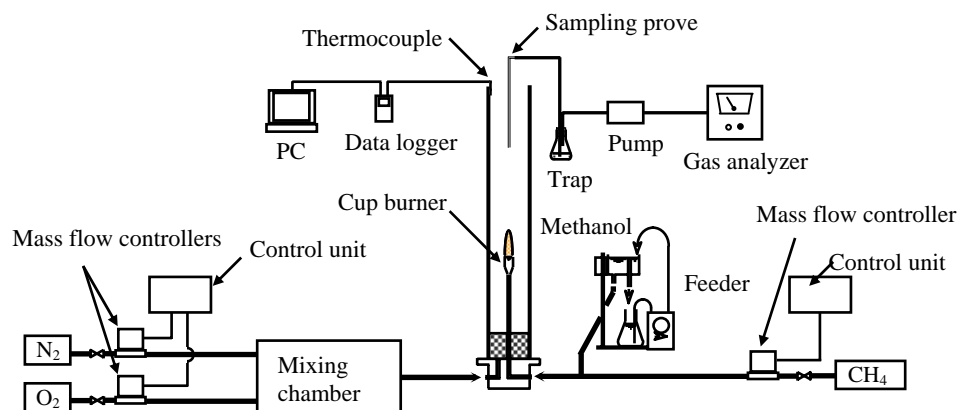 Sampling prove
Thermocouple
PC
Data logger
Pump
Gas analyzer
Trap
Cup burner
Methanol
Mass flow controller
Mass flow controllers
Control unit
Control unit
Feeder
N₂
O₂
Mixing
chamber
CH₄